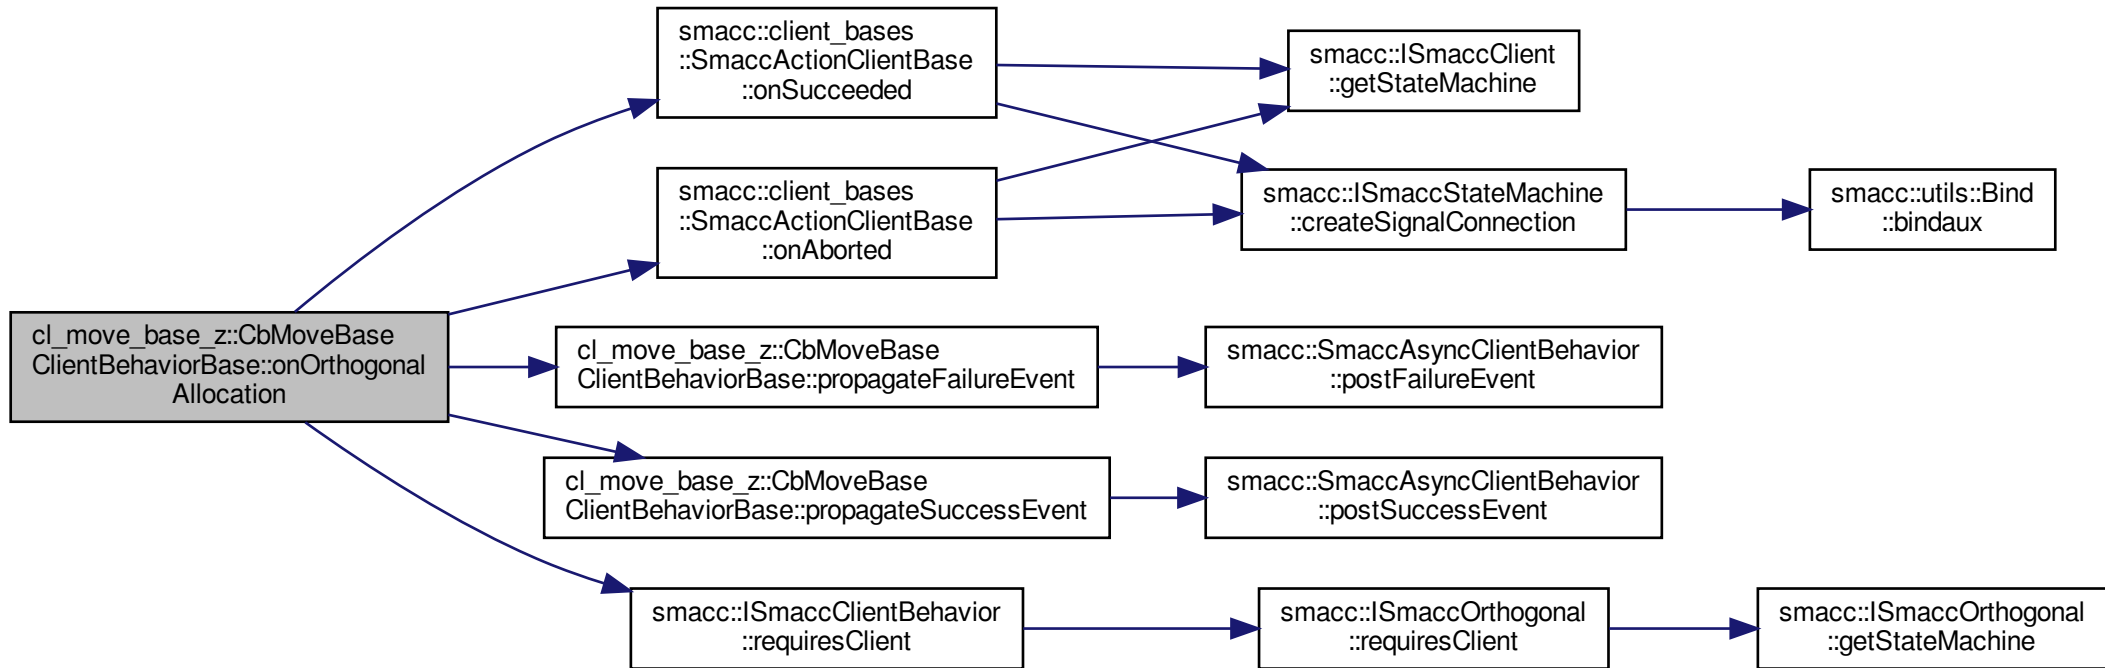 smacc::client_bases
::SmaccActionClientBase
::onSucceeded
smacc::ISmaccClient
::getStateMachine
smacc::client_bases
::SmaccActionClientBase
::onAborted
smacc::ISmaccStateMachine
::createSignalConnection
smacc::utils::Bind
::bindaux
cl_move_base_z::CbMoveBase
ClientBehaviorBase::onOrthogonal
Allocation
cl_move_base_z::CbMoveBase
ClientBehaviorBase::propagateFailureEvent
smacc::SmaccAsyncClientBehavior
::postFailureEvent
cl_move_base_z::CbMoveBase
ClientBehaviorBase::propagateSuccessEvent
smacc::SmaccAsyncClientBehavior
::postSuccessEvent
smacc::ISmaccClientBehavior
::requiresClient
smacc::ISmaccOrthogonal
::requiresClient
smacc::ISmaccOrthogonal
::getStateMachine